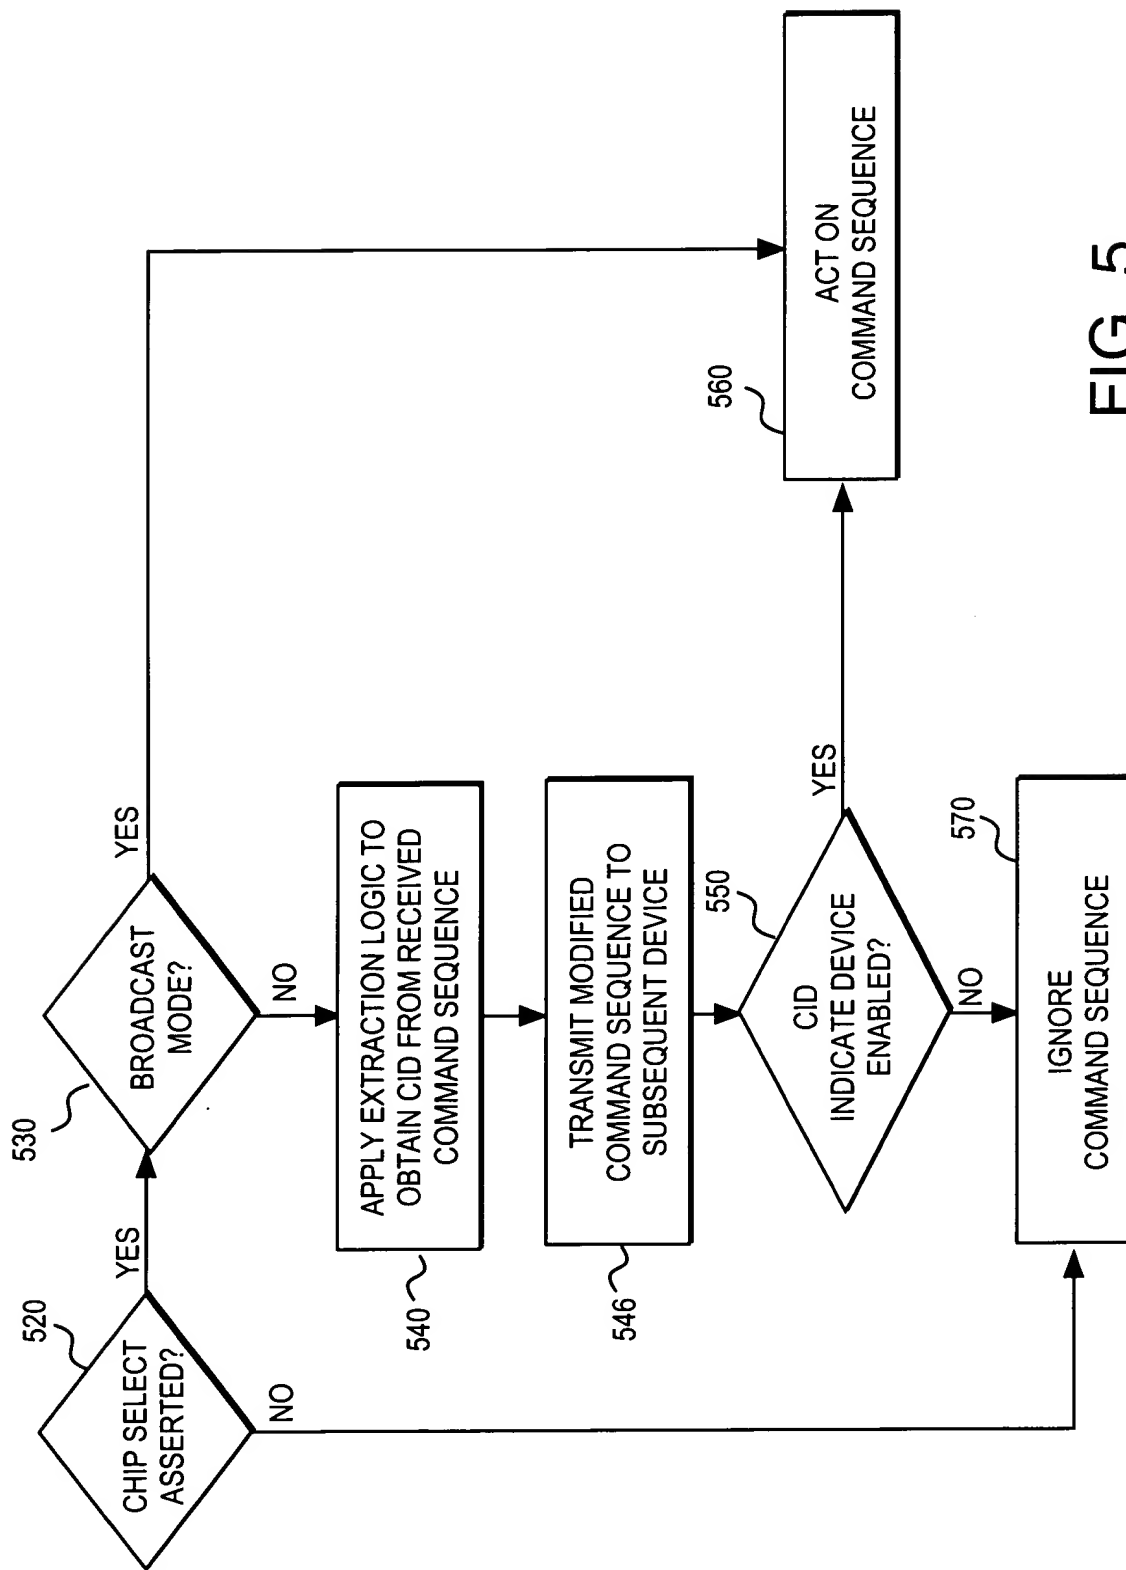 520
CHIP SELECT
ASSERTED?
YES
NO
530
BROADCAST
MODE?
YES
NO
540
APPLY EXTRACTION LOGIC TO
OBTAIN CID FROM RECEIVED
COMMAND SEQUENCE
546
TRANSMIT MODIFIED
COMMAND SEQUENCE TO
SUBSEQUENT DEVICE
550
CID
INDICATE DEVICE
ENABLED?
YES
NO
560
ACT ON
COMMAND SEQUENCE
570
IGNORE
COMMAND SEQUENCE
FIG. 5